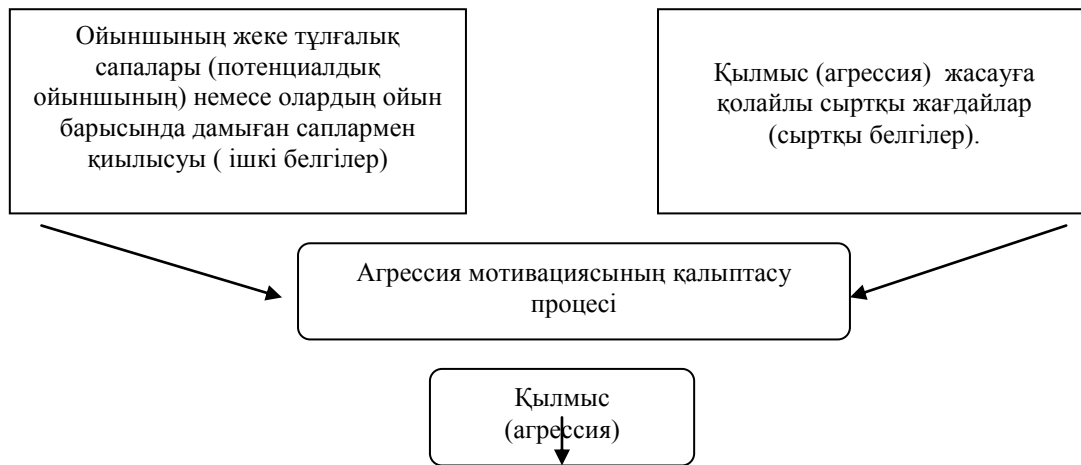 Ойыншының жеке тұлғалық
сапалары (потенциалдық
ойыншының) немесе олардың ойын
барысында дамыған саплармен
қиылысуы ( ішкі белгілер)
Қылмыс (агрессия) жасауға
қолайлы сыртқы жағдайлар
(сыртқы белгілер).
Агрессия мотивациясының қалыптасу
процесі
Қылмыс
(агрессия)